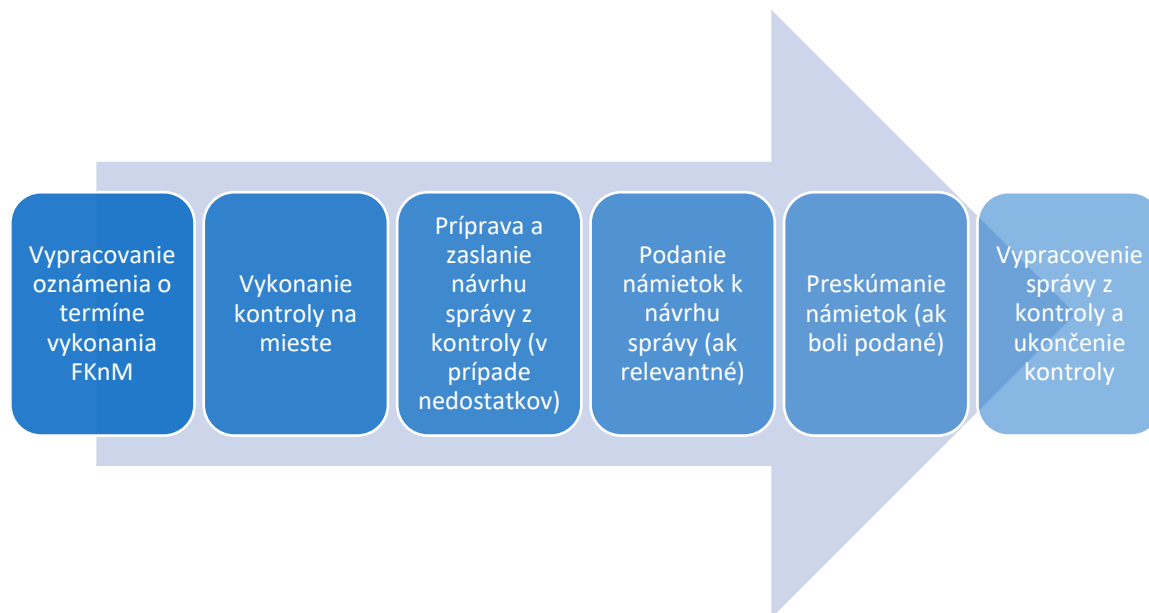 Vypracovanie
oznámenia o
termíne
vykonania
FKnM
Vykonanie
kontroly na
mieste
Príprava a
zaslanie
návrhu
správy z
kontroly (v
prípade
nedostatkov)
Podanie
námietok k
návrhu
správy (ak
relevantné)
Preskúmanie
námietok (ak
boli podané)
Vypracovenie
správy z
kontroly a
ukončenie
kontroly